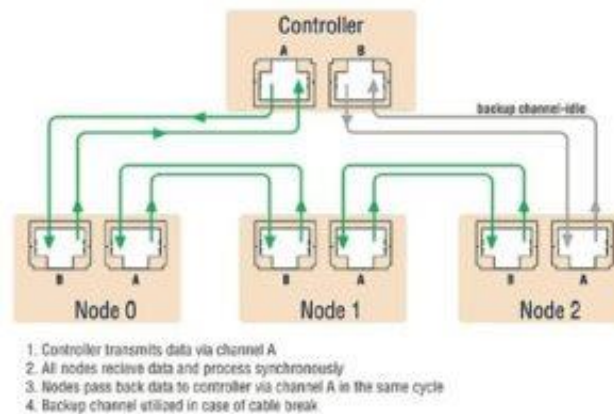 Controller
A B
backup channel-idle
B A B A B A
Node 0 Node 1 Node 2
1. Controller transmits data via channel A
2. All nodes recieve data and process synchronously
3. Nodes pass back data to controller via channel A in the same cycle
4. Backup channel utilized in case of cable break